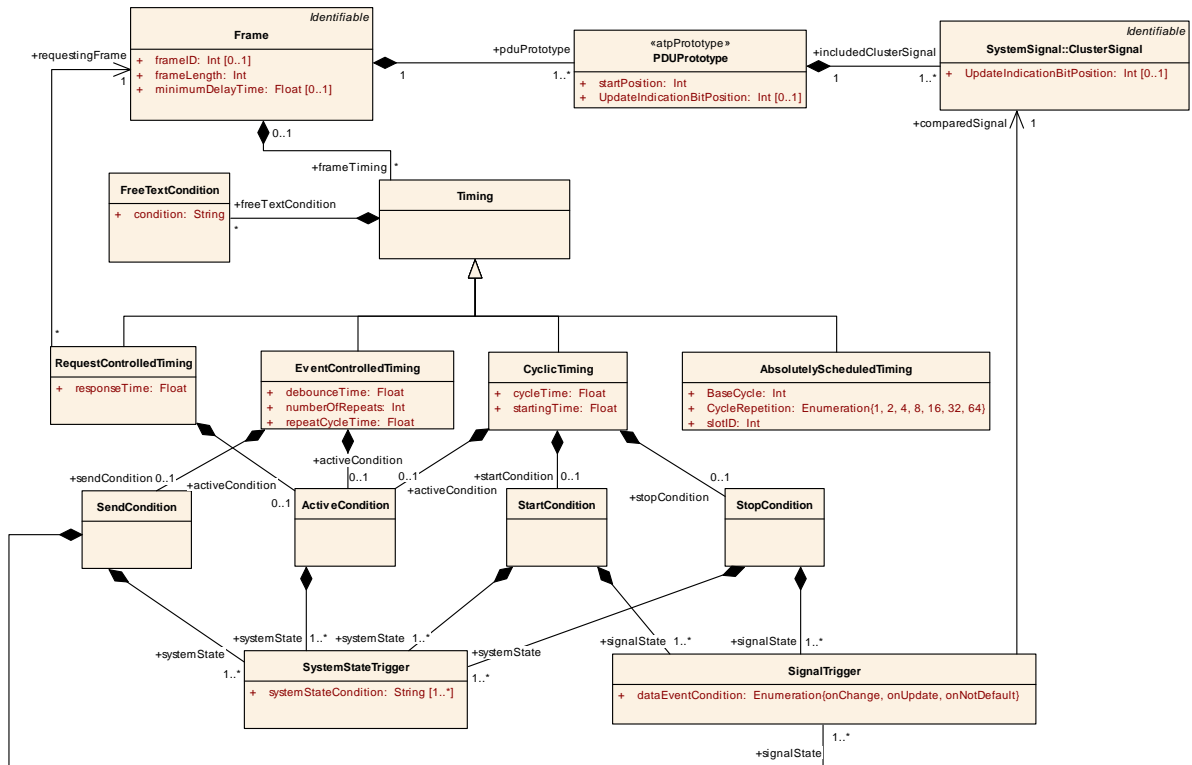 Identifiable
Frame
+ frameID: Int [0..1]
+ frameLength: Int
+ minimumDelayTime: Float [0..1]
+requestingFrame
1
+pduPrototype
1
1..*
«atpPrototype»
PDUPrototype
+ startPosition: Int
+ UpdateIndicationBitPosition: Int [0..1]
+includedClusterSignal
1
1..*
Identifiable
SystemSignal::ClusterSignal
+ UpdateIndicationBitPosition: Int [0..1]
+comparedSignal
1
0..1
+frameTiming
*
FreeTextCondition
+ condition: String
+freeTextCondition
*
Timing
*
RequestControlledTiming
+ responseTime: Float
EventControlledTiming
+ debounceTime: Float
+ numberOfRepeats: Int
+ repeatCycleTime: Float
CyclicTiming
+ cycleTime: Float
+ startingTime: Float
AbsolutelyScheduledTiming
+ BaseCycle: Int
+ CycleRepetition: Enumeration{1, 2, 4, 8, 16, 32, 64}
+ slotID: Int
+sendCondition 0..1
+activeCondition
0..1
+activeCondition
0..1
0..1
+activeCondition
+startCondition
0..1
0..1
+stopCondition
SendCondition
ActiveCondition
StartCondition
StopCondition
+systemState
1..*
+systemState 1..*
+systemState 1..*
+systemState
1..*
+signalState 1..*
+signalState 1..*
SystemStateTrigger
+ systemStateCondition: String [1..*]
SignalTrigger
+ dataEventCondition: Enumeration{onChange, onUpdate, onNotDefault}
1..*
+signalState